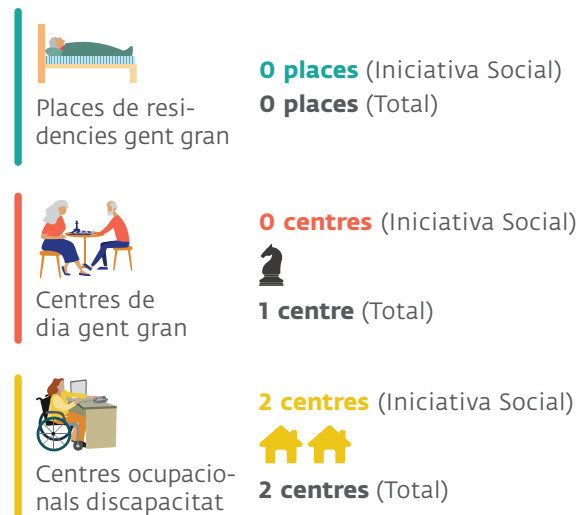 0 places (Iniciativa Social)
0 places (Total)
Places de resi-
dencies gent gran
0 centres (Iniciativa Social)
1 centre (Total)
Centres de
dia gent gran
2 centres (Iniciativa Social)
2 centres (Total)
Centres ocupacio-
nals discapacitat